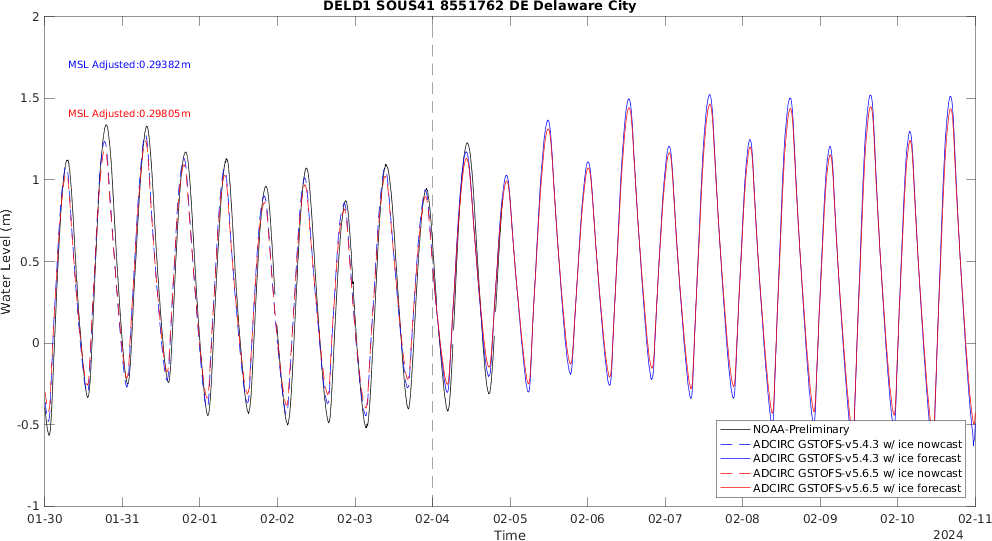 DELD1 SOUS41 8551762 DE Delaware City
MSL Adjusted:0.29382m
MSL Adjusted:0.29805m
Water Level (m)
2
1.5
1
0.5
0
-0.5
-1
NOAA-Preliminary
ADCIRC GSTOFS-v5.4.3 w/ ice nowcast
ADCIRC GSTOFS-v5.4.3 w/ ice forecast
ADCIRC GSTOFS-v5.6.5 w/ ice nowcast
ADCIRC GSTOFS-v5.6.5 w/ ice forecast
01-30 01-31 02-01 02-02 02-03 02-04 02-05 02-06 02-07 02-08 02-09 02-10 02-11
Time
2024